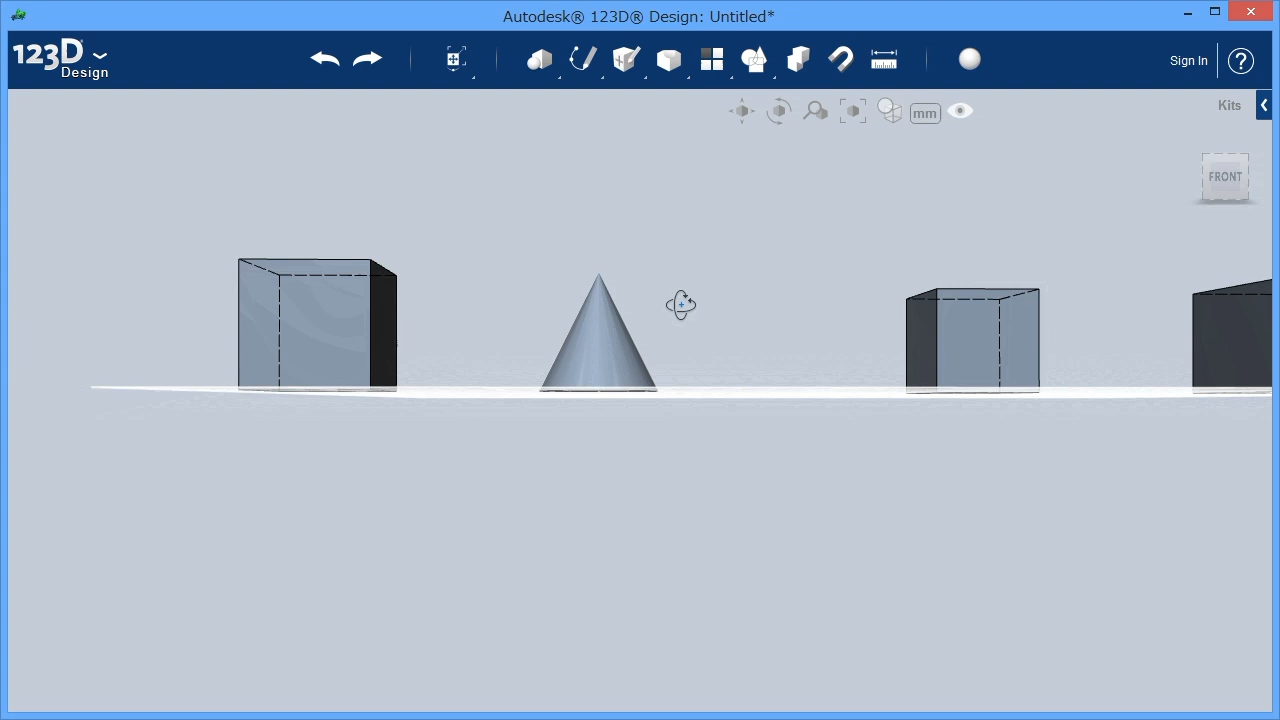 Autodesk® 123D® Design: Untitled*
123D
Design
Sign In
?
mm
Kits
FRONT